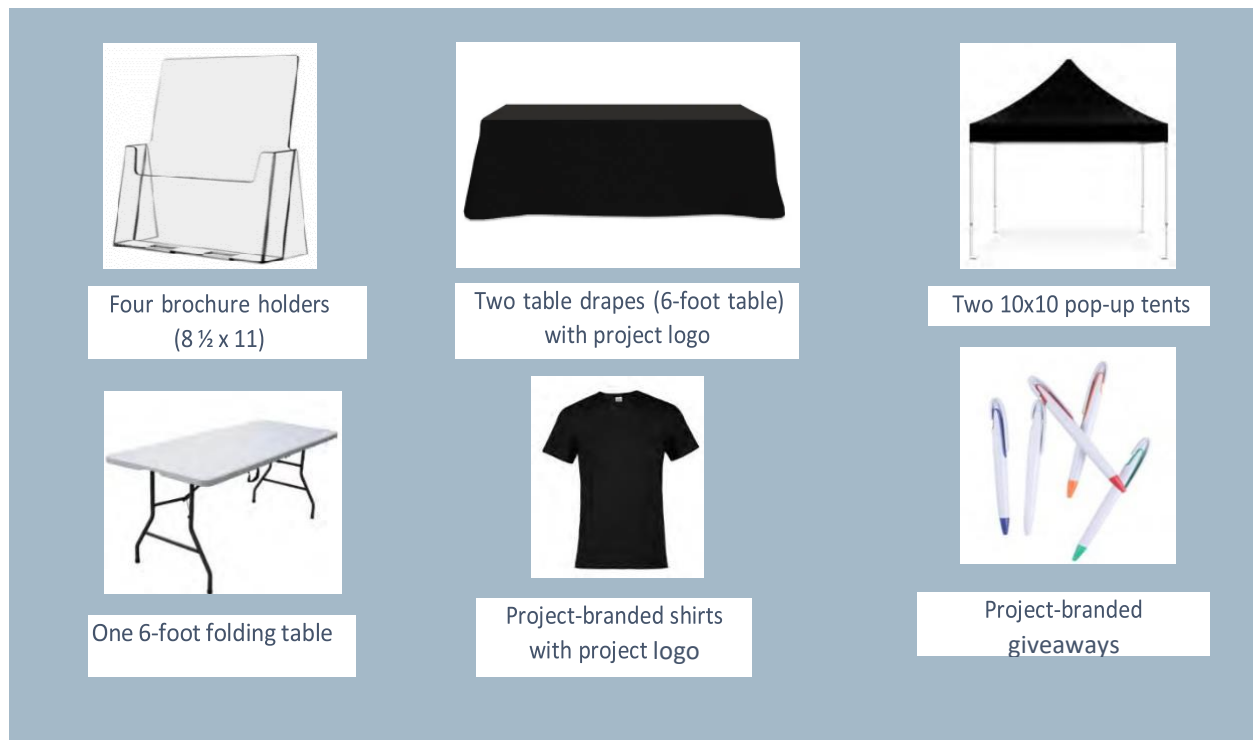 Four brochure holders
(8 ½ x 11)
Two table drapes (6-foot table)
with project logo
Two 10x10 pop-up tents
One 6-foot folding table
Project-branded shirts
with project logo
Project-branded
giveaways